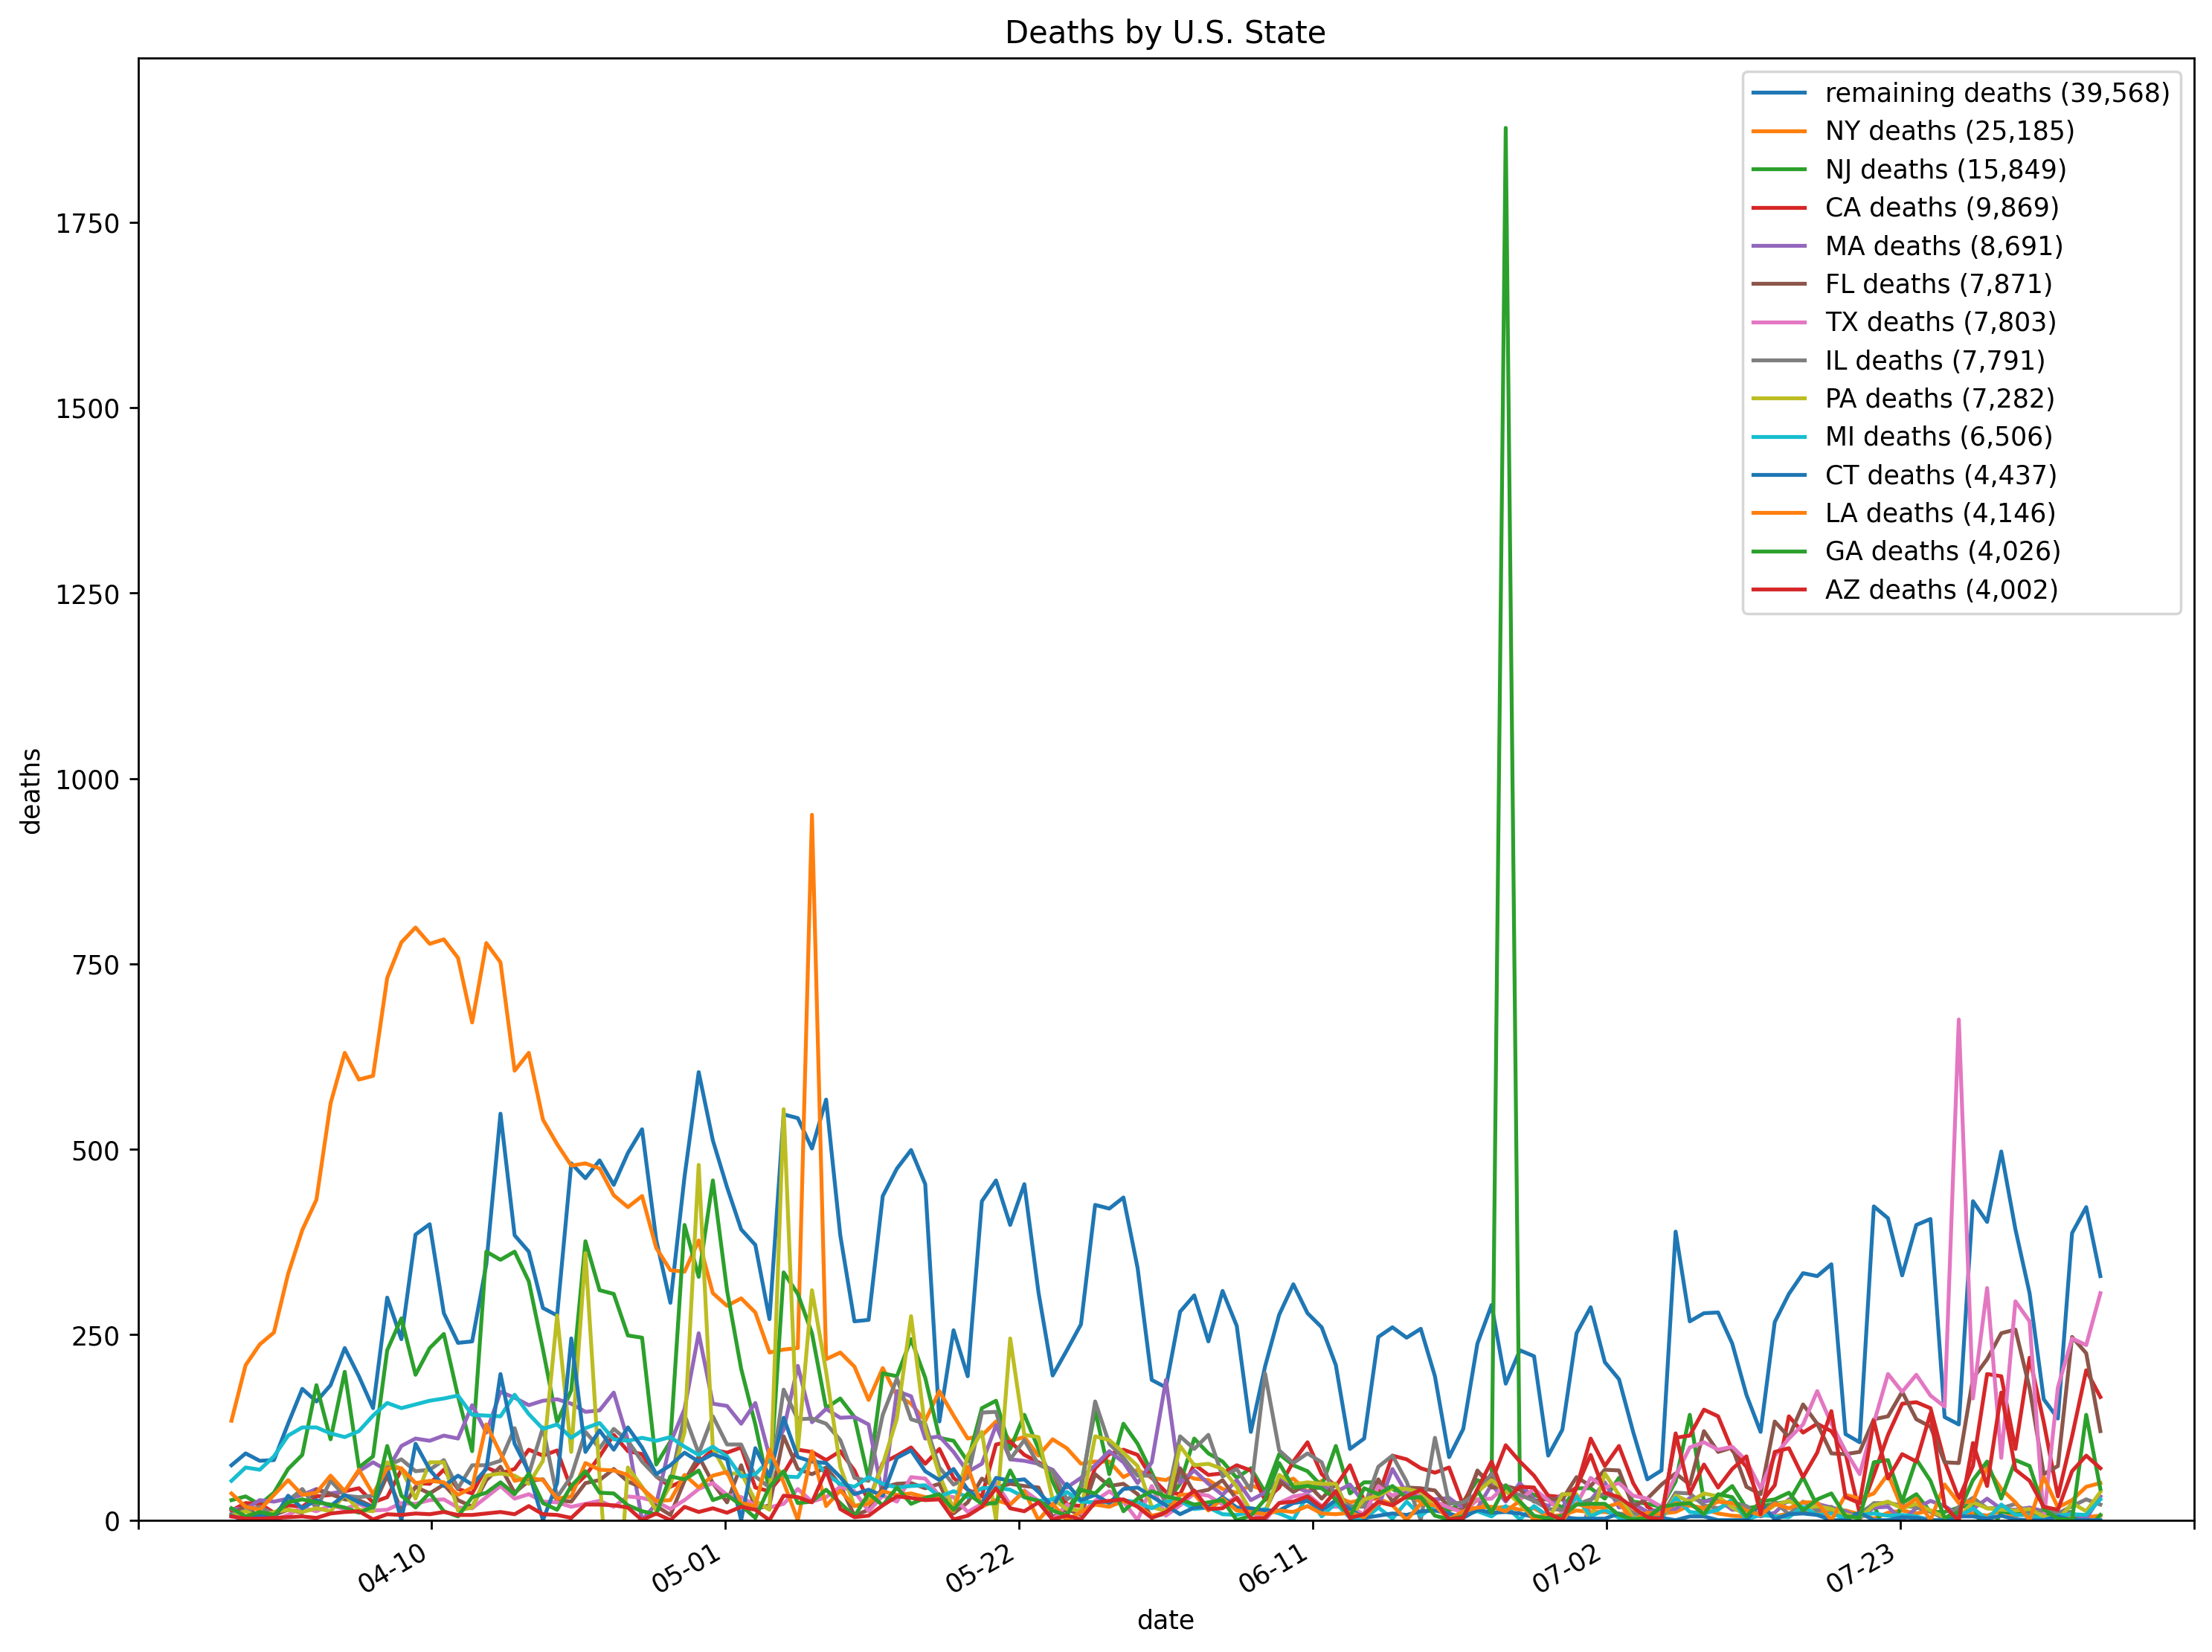 Deaths by U.S. State
remaining deaths (39,568)
NY deaths (25,185)
NJ deaths (15,849)
CA deaths (9,869)
MA deaths (8,691)
FL deaths (7,871)
TX deaths (7,803)
IL deaths (7,791)
PA deaths (7,282)
MI deaths (6,506)
CT deaths (4,437)
LA deaths (4,146)
GA deaths (4,026)
AZ deaths (4,002)
1750
1500
1250
1000
750
500
250
0
deaths
04-10
05-01
05-22
06-11
07-02
07-23
date